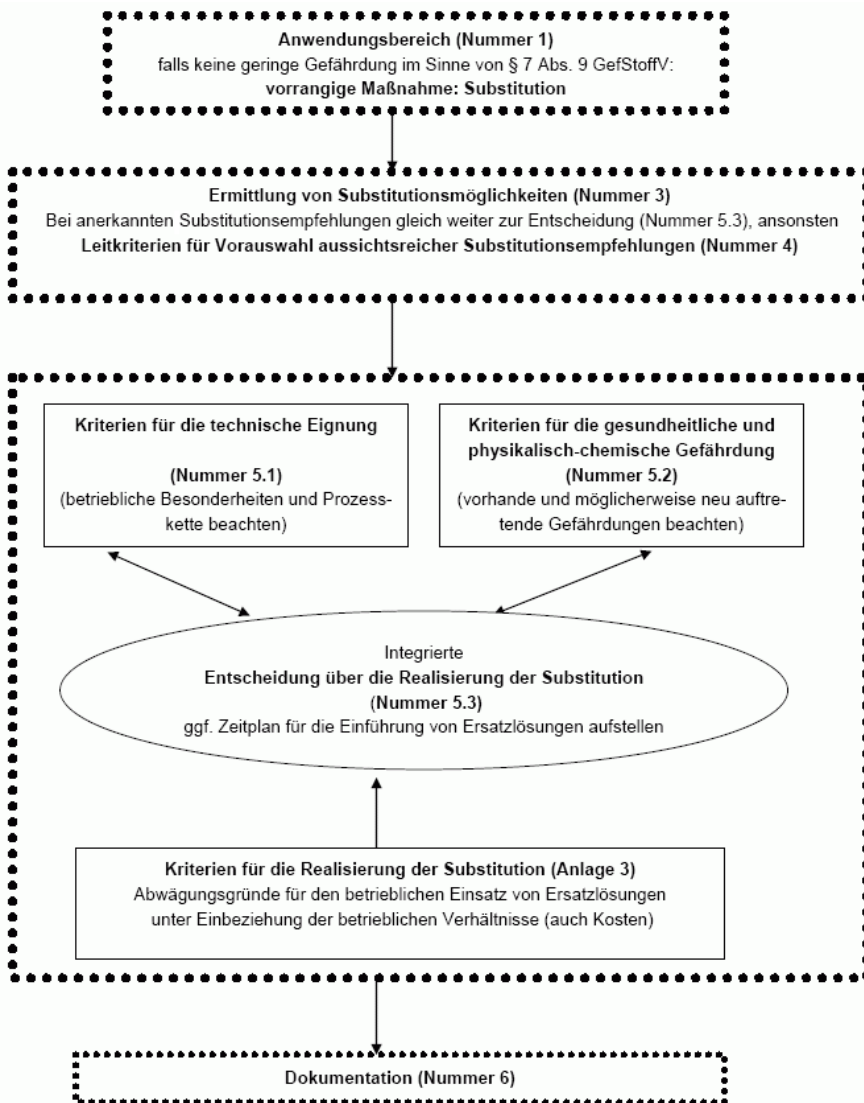 Anwendungsbereich (Nummer 1)
falls keine geringe Gefährdung im Sinne von § 7 Abs. 9 GefStoffV:
vorrangige Maßnahme: Substitution
Ermittlung von Substitutionsmöglichkeiten (Nummer 3)
Bei anerkannten Substitutionsempfehlungen gleich weiter zur Entscheidung (Nummer 5.3), ansonsten
Leitkriterien für Vorauswahl aussichtsreicher Substitutionsempfehlungen (Nummer 4)
Kriterien für die technische Eignung
(Nummer 5.1)
(betriebliche Besonderheiten und Prozess-
kette beachten)
Kriterien für die gesundheitliche und
physikalisch-chemische Gefährdung
(Nummer 5.2)
(vorhande und möglicherweise neu auftre-
tende Gefährdungen beachten)
Integrierte
Entscheidung über die Realisierung der Substitution
(Nummer 5.3)
ggf. Zeitplan für die Einführung von Ersatzlösungen aufstellen
Kriterien für die Realisierung der Substitution (Anlage 3)
Abwägungsgründe für den betrieblichen Einsatz von Ersatzlösungen
unter Einbeziehung der betrieblichen Verhältnisse (auch Kosten)
Dokumentation (Nummer 6)